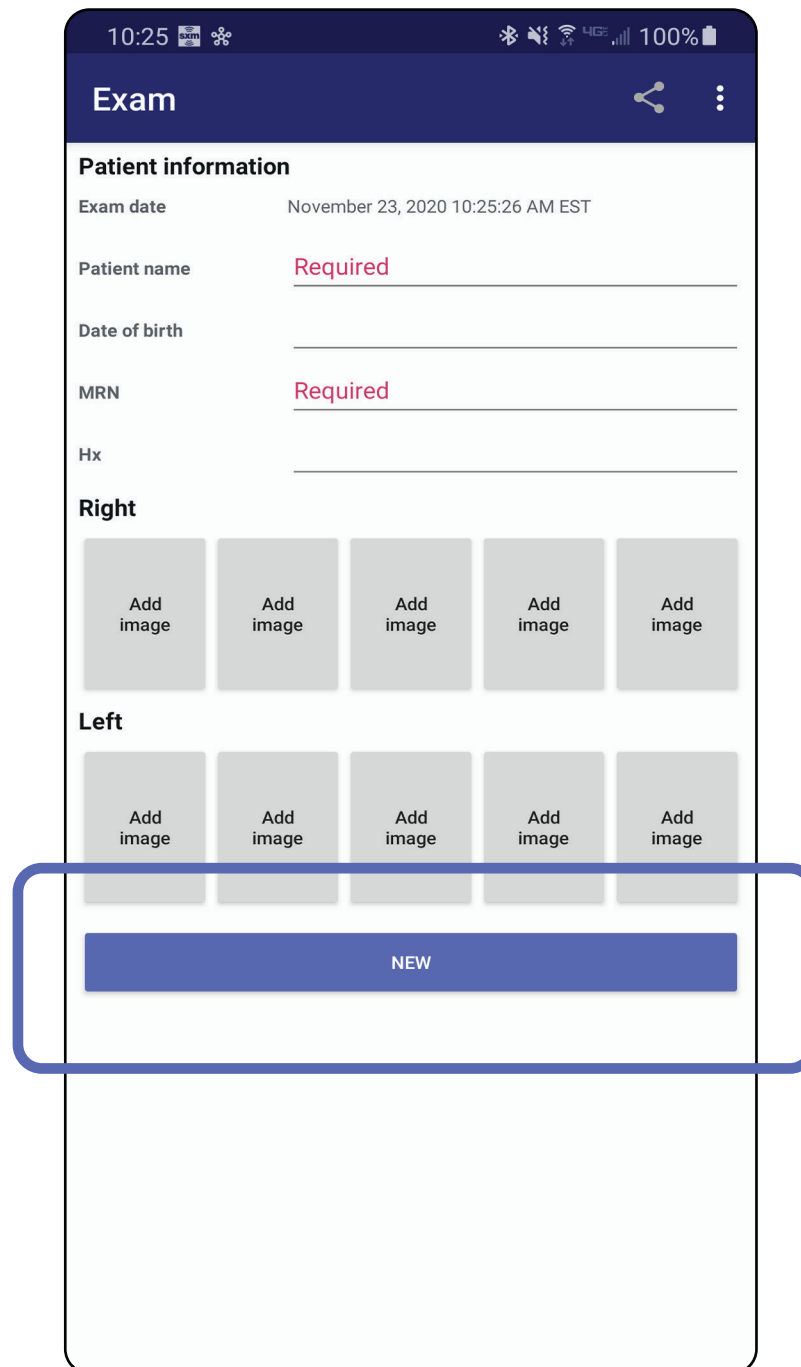 10:25 sxm 4GE 100%
Exam
Patient information
Exam date November 23, 2020 10:25:26 AM EST
Patient name Required
Date of birth
MRN Required
Hx
Right
Add image Add image Add image Add image Add image
Left
Add image Add image Add image Add image Add image
NEW